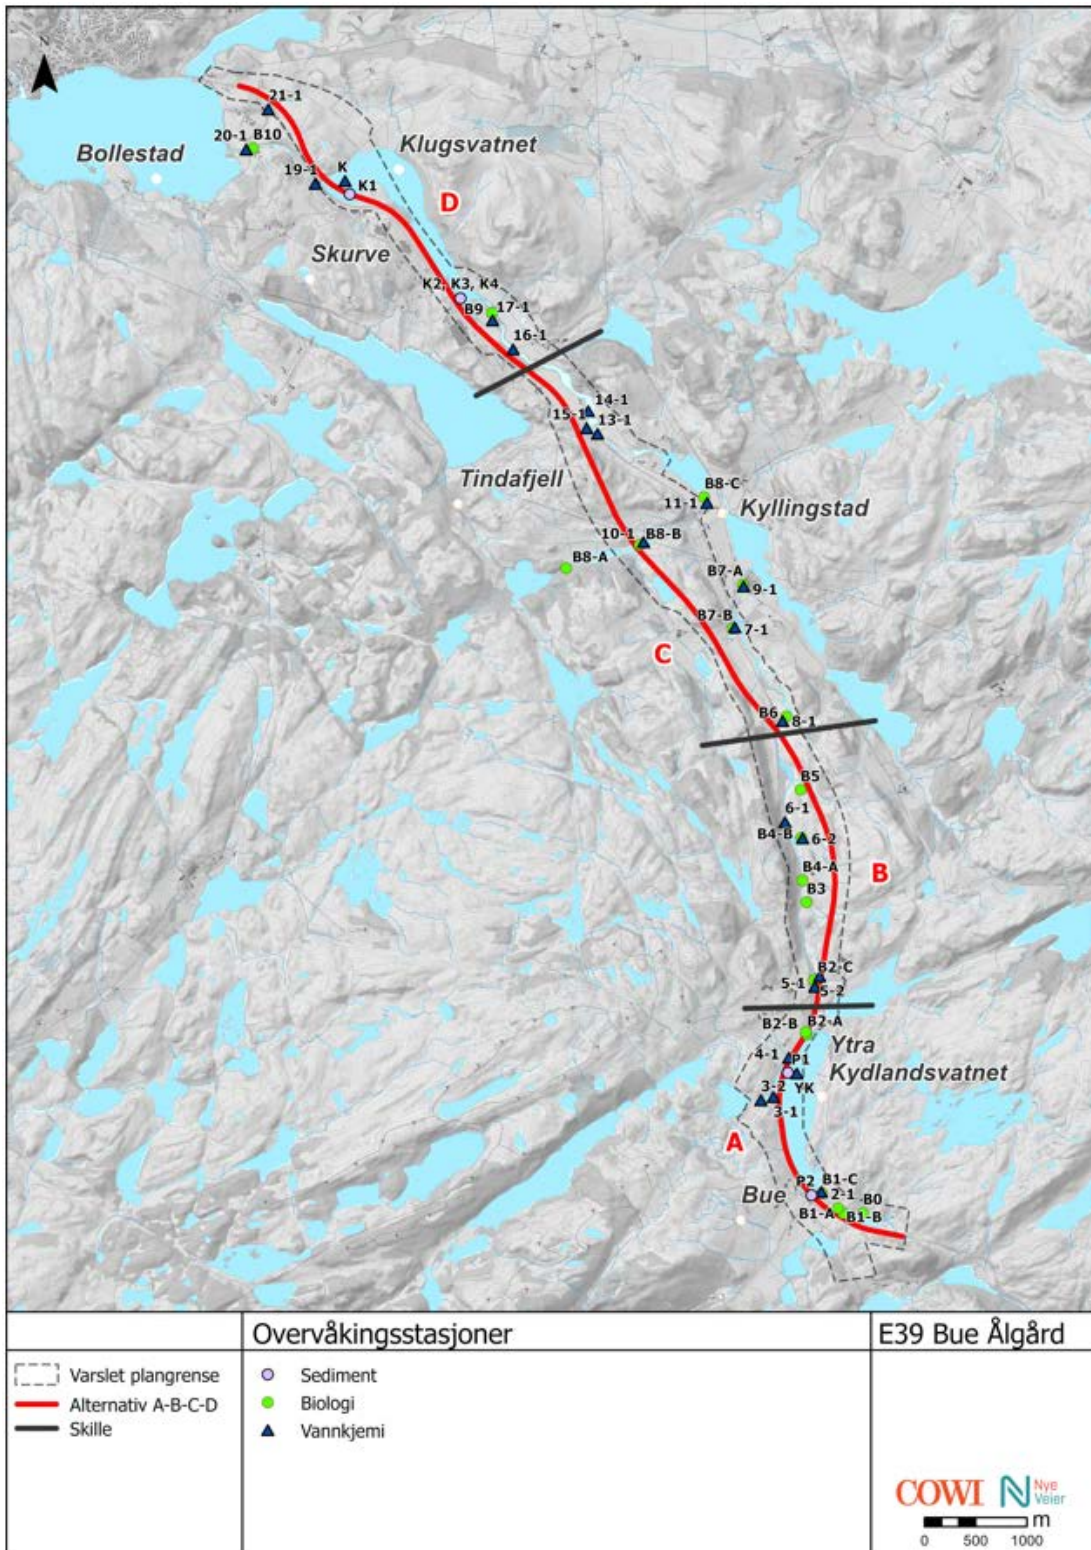 21-1
20-1 B10
Bollestad
Klugsvatnet
19-1
K
K1
D
Skurve
K2, K3, K4
B9
17-1
16-1
14-1
15-1
13-1
Tindafjell
B8-C
11-1
Kyllingstad
10-1
B8-B
B8-A
B7-A
9-1
B7-B
7-1
C
B6
8-1
B5
6-1
B4-B
6-2
B4-A
B
B3
B2-C
5-1
5-2
B2-B
B2-A
Ytra
Kydlandsvatnet
4-1
P1
YK
3-2
3-1
A
P2
B1-C
2-1
B0
Bue
B1-A
B1-B
Overvåkingsstasjoner
E39 Bue Ålgård
Varslet plangrense
Alternativ A-B-C-D
Skille
Sediment
Biologi
Vannkjemi
COWI
Nye
Veier
m
0 500 1000